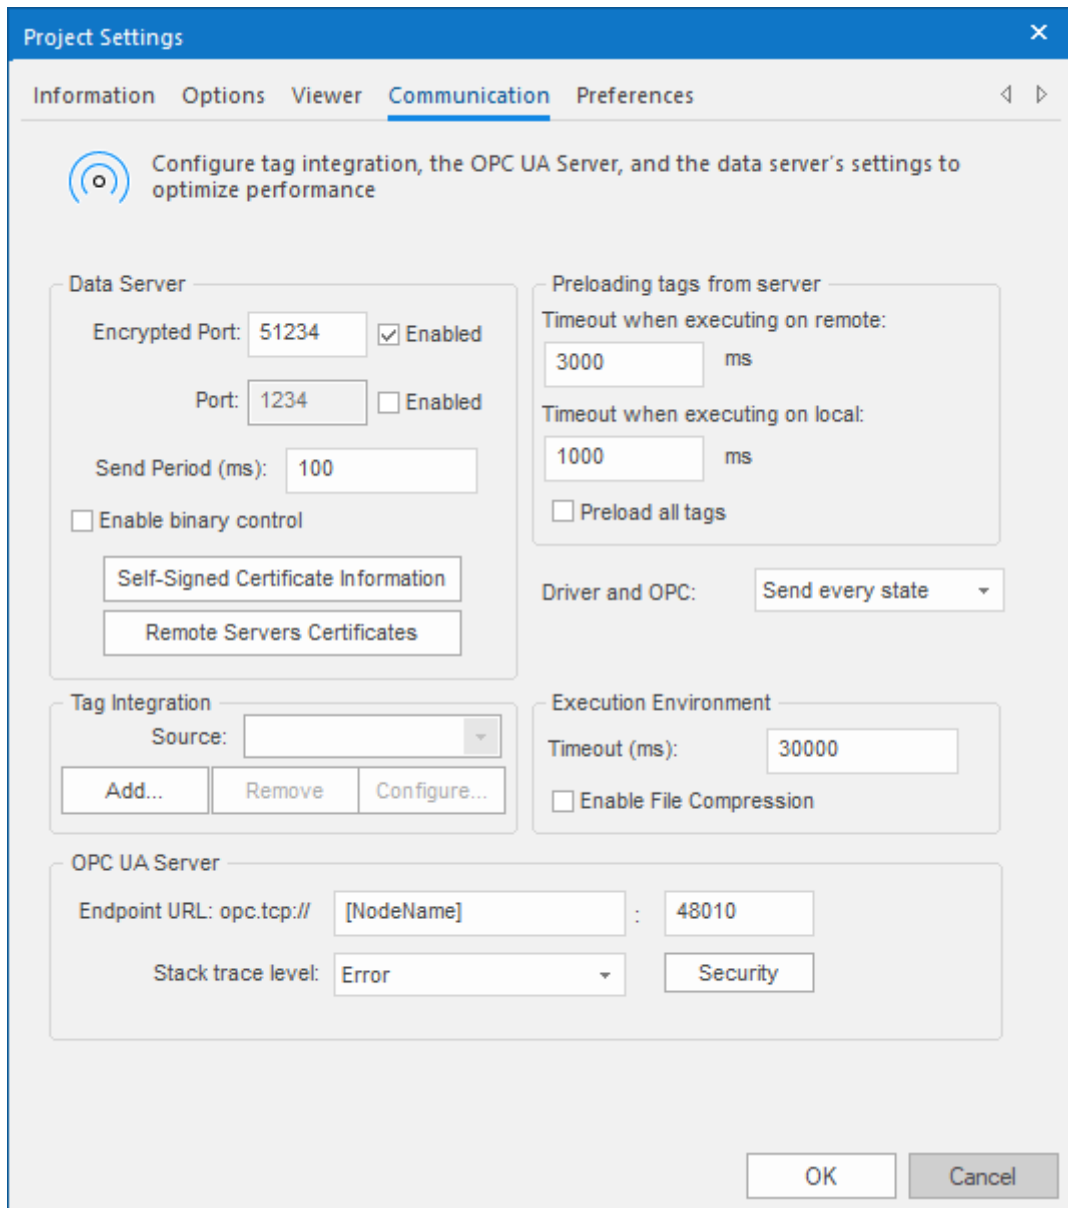 Project Settings
Information Options Viewer Communication Preferences
Configure tag integration, the OPC UA Server, and the data server's settings to
optimize performance
Data Server
Encrypted Port: 51234 Enabled
Port: 1234 Enabled
Send Period (ms): 100
Enable binary control
Self-Signed Certificate Information
Remote Servers Certificates
Preloading tags from server
Timeout when executing on remote:
3000 ms
Timeout when executing on local:
1000 ms
Preload all tags
Driver and OPC: Send every state
Tag Integration
Source:
Add... Remove Configure...
Execution Environment
Timeout (ms): 30000
Enable File Compression
OPC UA Server
Endpoint URL: opc.tcp:// [NodeName] : 48010
Stack trace level: Error Security
OK Cancel